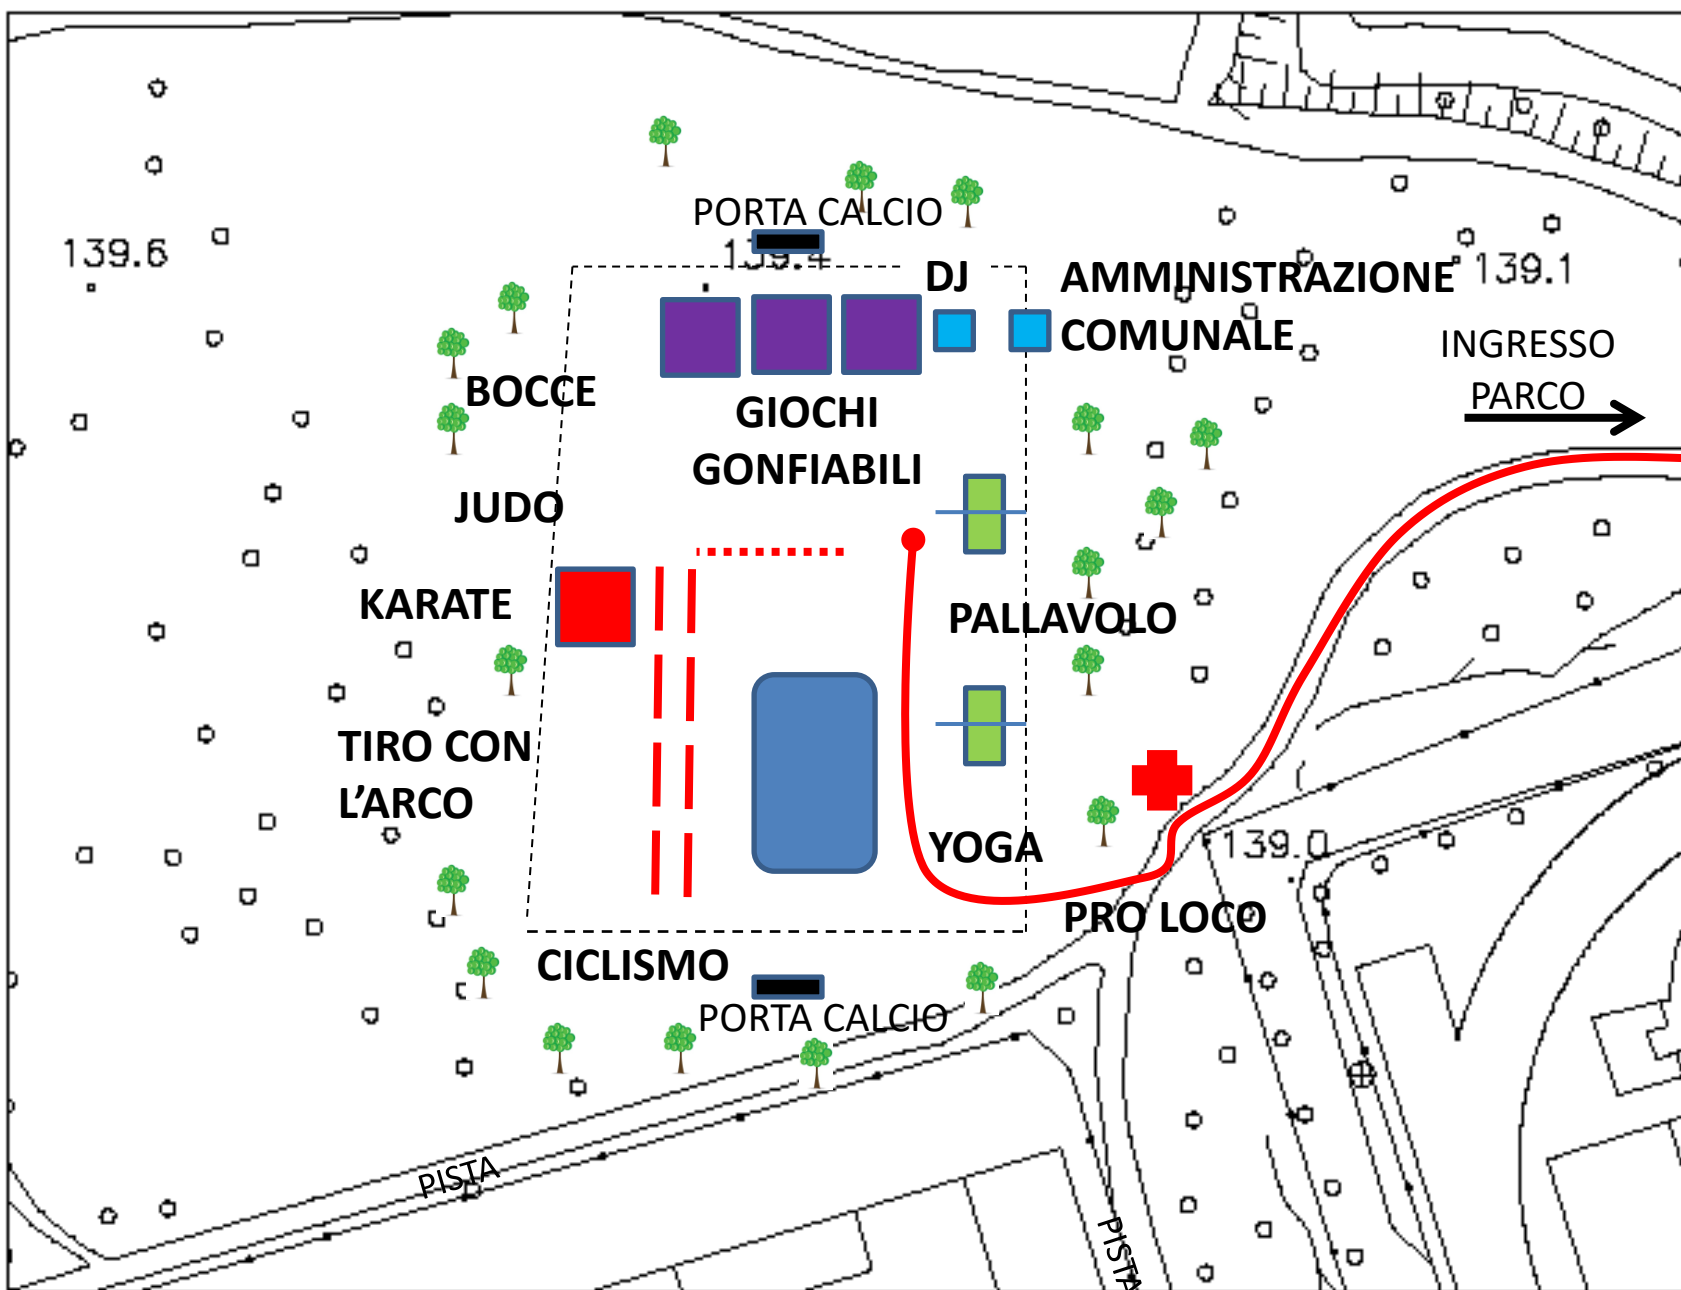 PORTA CALCIO
139.6
139.4
DJ
AMMINISTRAZIONE
COMUNALE
139.1
INGRESSO
PARCO
BOCCE
GIOCHI
GONFIABILI
JUDO
KARATE
PALLAVOLO
TIRO CON
L’ARCO
YOGA
139.0
PRO LOCO
CICLISMO
PORTA CALCIO
PISTA
PISTA